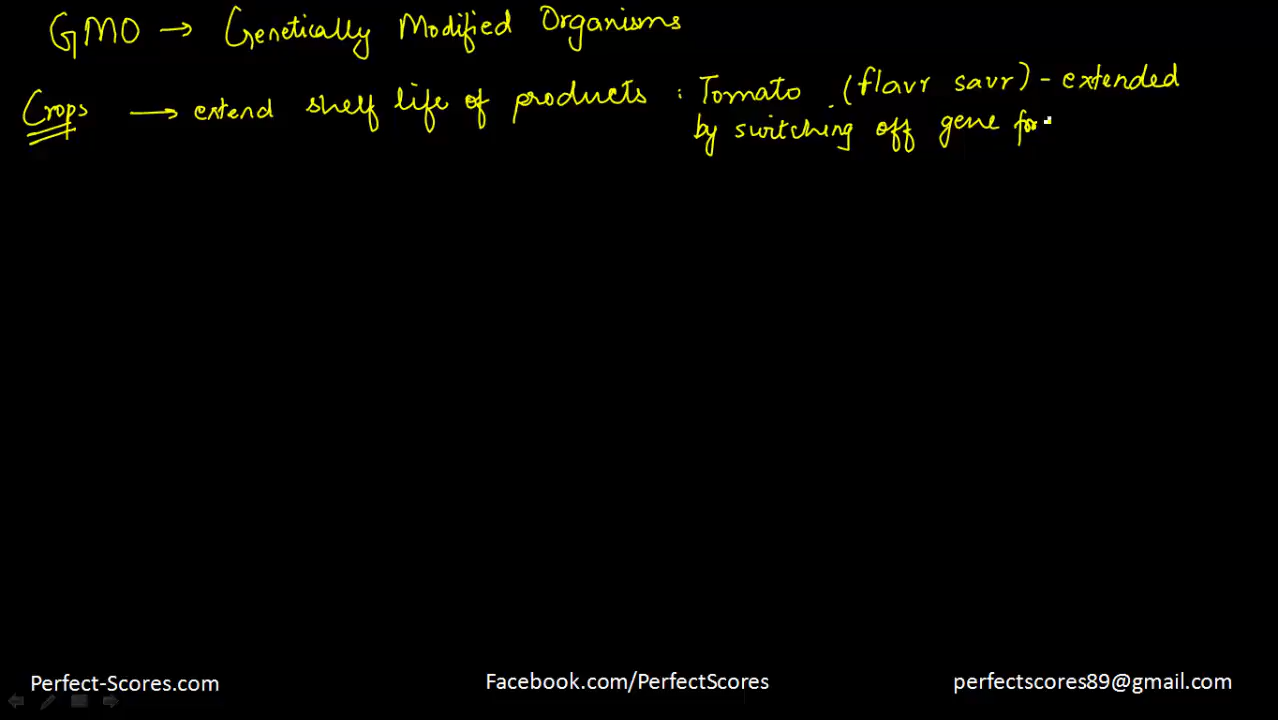 GMO → Genetically Modified Organisms
Crops → extend shelf life of products : Tomato (flavr savr) - extended
by switching off gene for
Perfect-Scores.com Facebook.com/PerfectScores perfectscores89@gmail.com